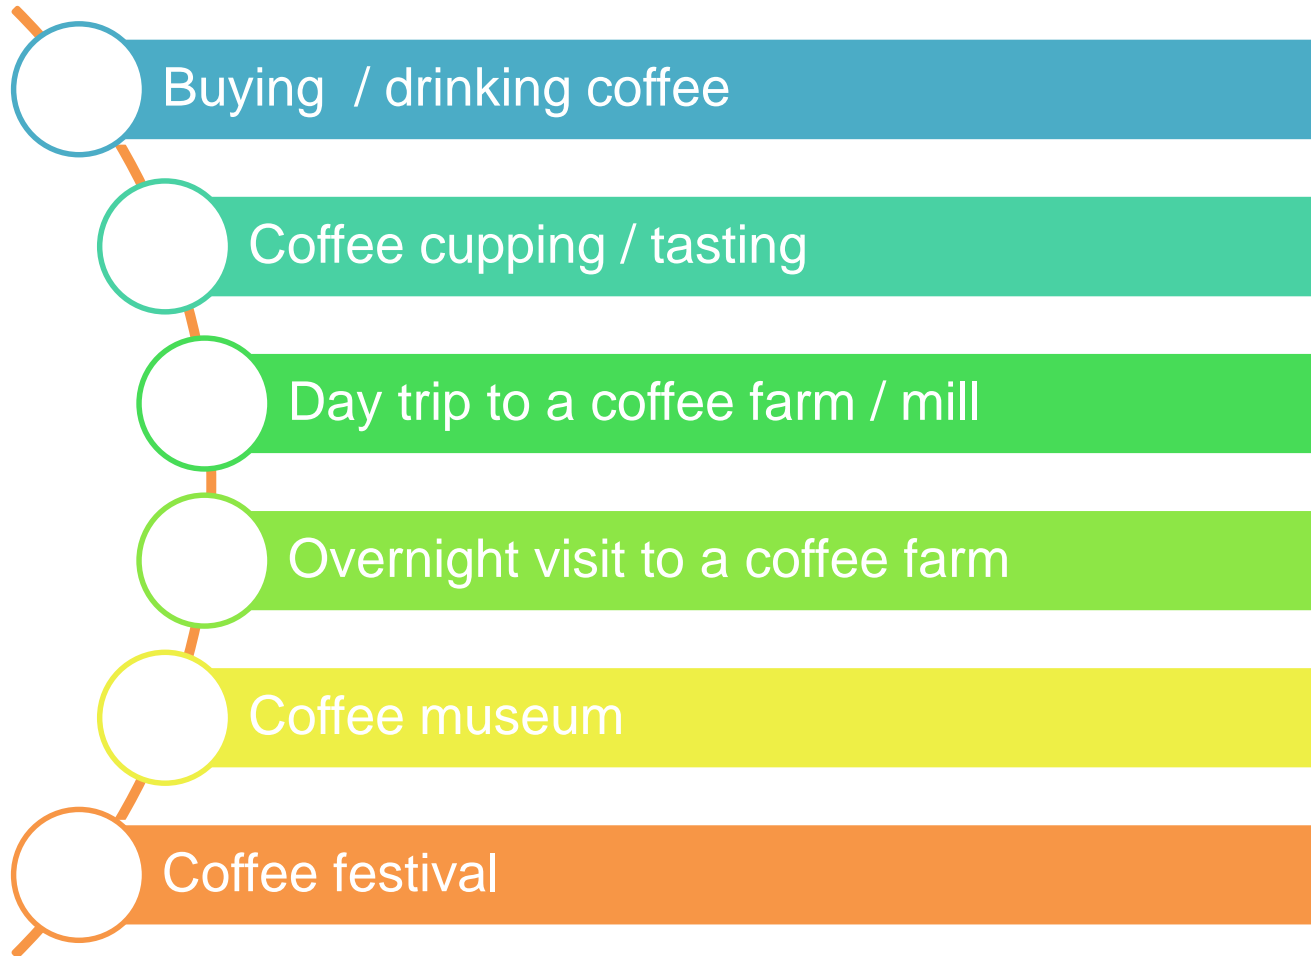 Buying  / drinking coffee
Coffee cupping / tasting
Day trip to a coffee farm / mill
Overnight visit to a coffee farm
Coffee museum
Coffee festival